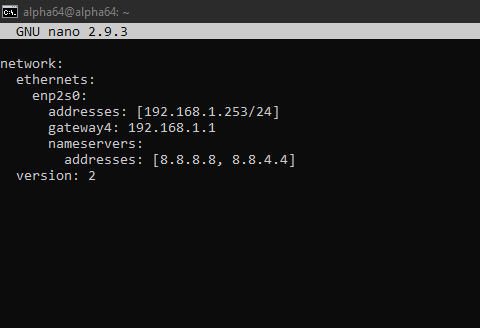 alpha64@alpha64: ~
GNU nano 2.9.3
network:
  ethernets:
    enp2s0:
      addresses: [192.168.1.253/24]
      gateway4: 192.168.1.1
      nameservers:
        addresses: [8.8.8.8, 8.8.4.4]
  version: 2